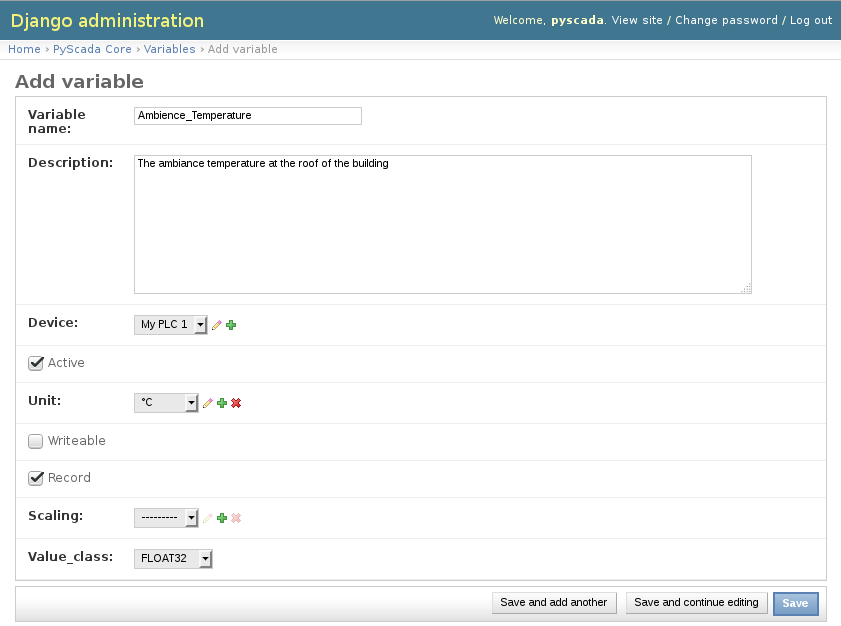 Django administration
Welcome, pyscada. View site / Change password / Log out
Home › PyScada Core › Variables › Add variable
Add variable
Variable
name:
Ambience_Temperature
Description:
The ambiance temperature at the roof of the building
Device:
My PLC 1
Active
Unit:
°C
Writeable
Record
Scaling:
---------
Value_class:
FLOAT32
Save and add another
Save and continue editing
Save